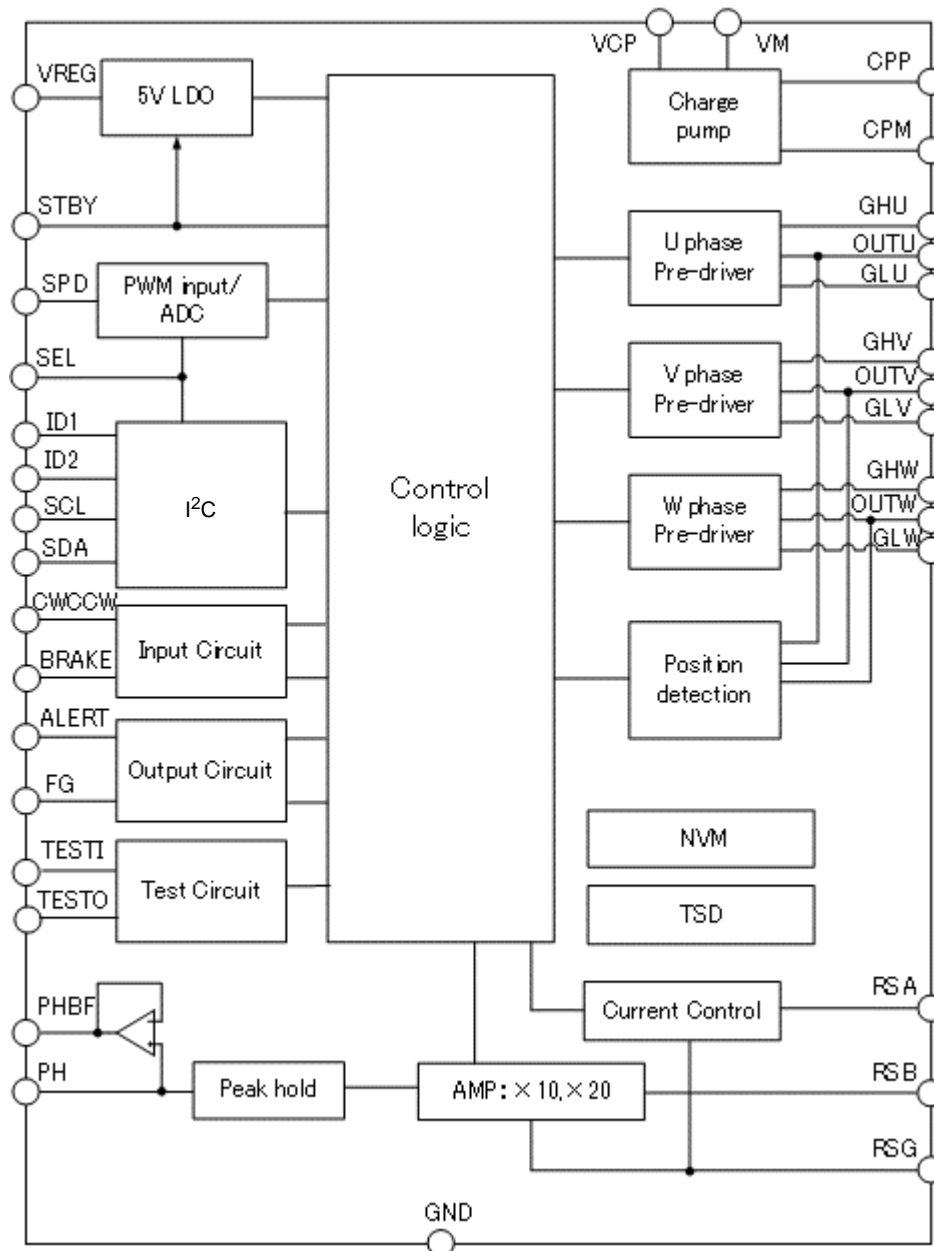 VCP
VM
VREG
5V LDO
Charge
pump
CPP
CPM
STBY
GHU
U phase
Pre-driver
OUTU
GLU
SPD
PWM input/
ADC
SEL
GHV
V phase
Pre-driver
OUTV
GLV
ID1
ID2
I²C
SCL
SDA
Control
logic
GHW
W phase
Pre-driver
OUTW
GLW
CWCCW
Input Circuit
BRAKE
Position
detection
ALERT
Output Circuit
FG
NVM
TESTI
Test Circuit
TESTO
TSD
PHBF
Current Control
RSA
PH
Peak hold
AMP: ×10,×20
RSB
RSG
GND